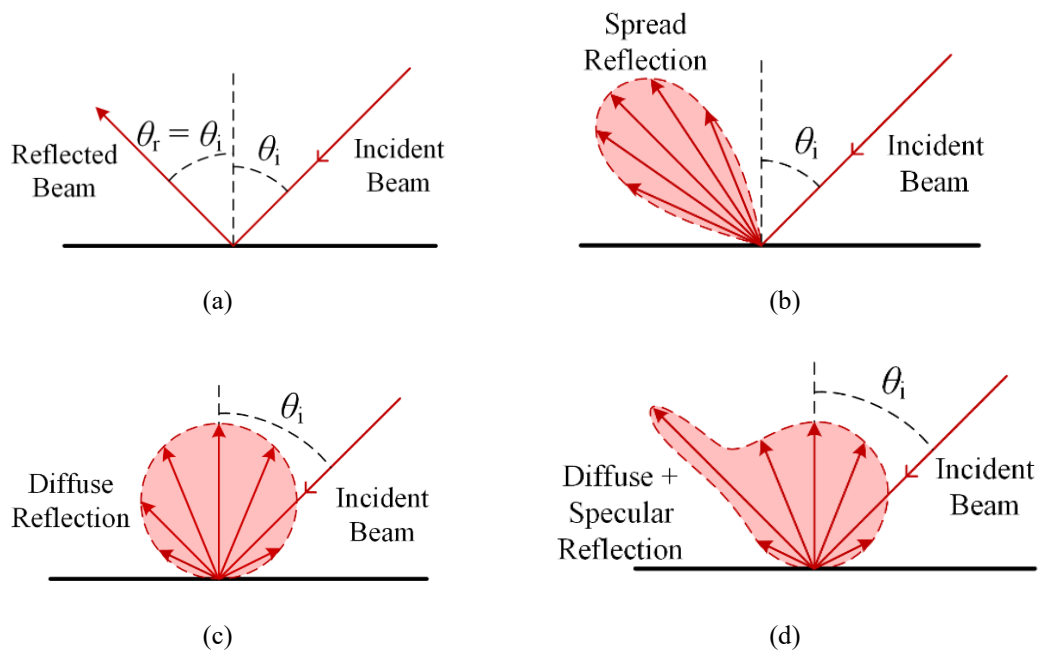 θr = θi
θi
Reflected
Beam
Incident
Beam
(a)
Spread
Reflection
θi
Incident
Beam
(b)
θi
Diffuse
Reflection
Incident
Beam
(c)
θi
Diffuse +
Specular
Reflection
Incident
Beam
(d)